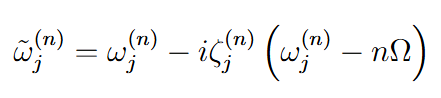 $$\tilde{\omega}_j^{(n)} = \omega_j^{(n)} - i\zeta_j^{(n)} \left( \omega_j^{(n)} - n\Omega \right)$$